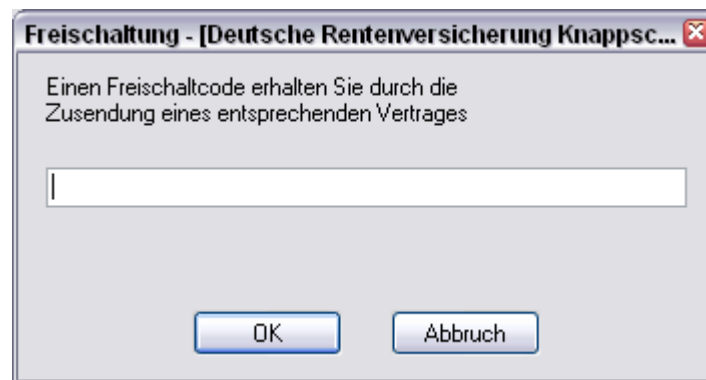 Freischaltung - [Deutsche Rentenversicherung Knappsc...
Einen Freischaltcode erhalten Sie durch die
Zusendung eines entsprechenden Vertrages
OK
Abbruch